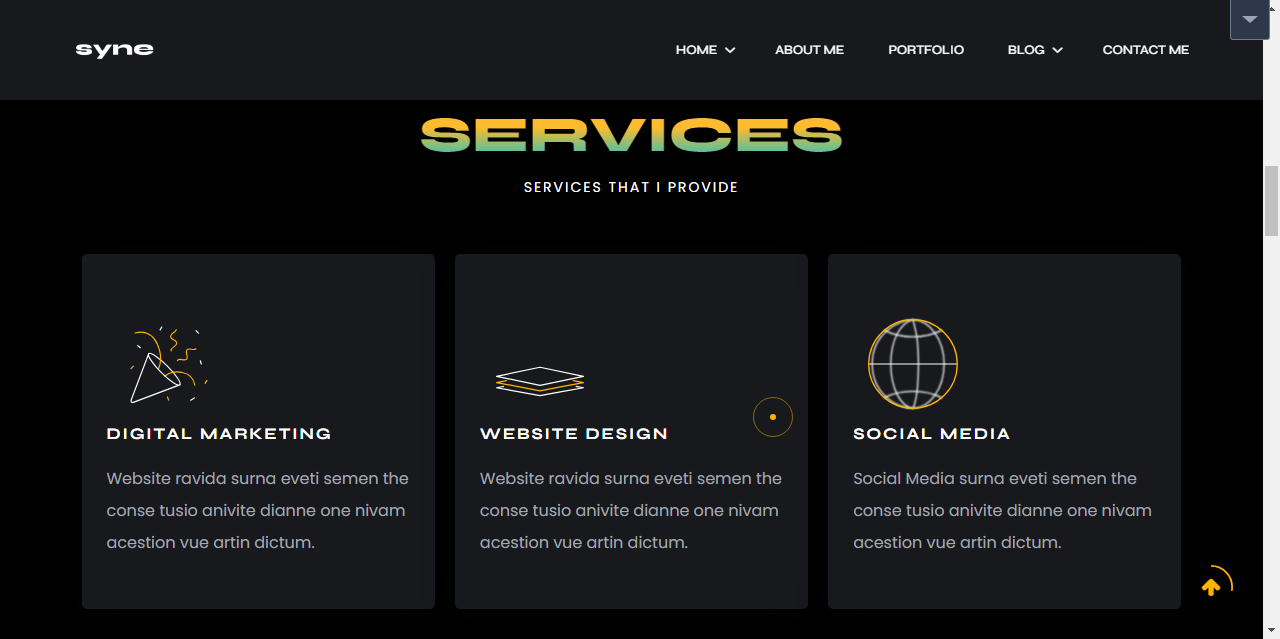 syne
HOME
ABOUT ME
PORTFOLIO
BLOG
CONTACT ME
SERVICES
SERVICES THAT I PROVIDE
DIGITAL MARKETING
Website ravida surna eveti semen the
conse tusio anivite dianne one nivam
acestion vue artin dictum.
WEBSITE DESIGN
Website ravida surna eveti semen the
conse tusio anivite dianne one nivam
acestion vue artin dictum.
SOCIAL MEDIA
Social Media surna eveti semen the
conse tusio anivite dianne one nivam
acestion vue artin dictum.